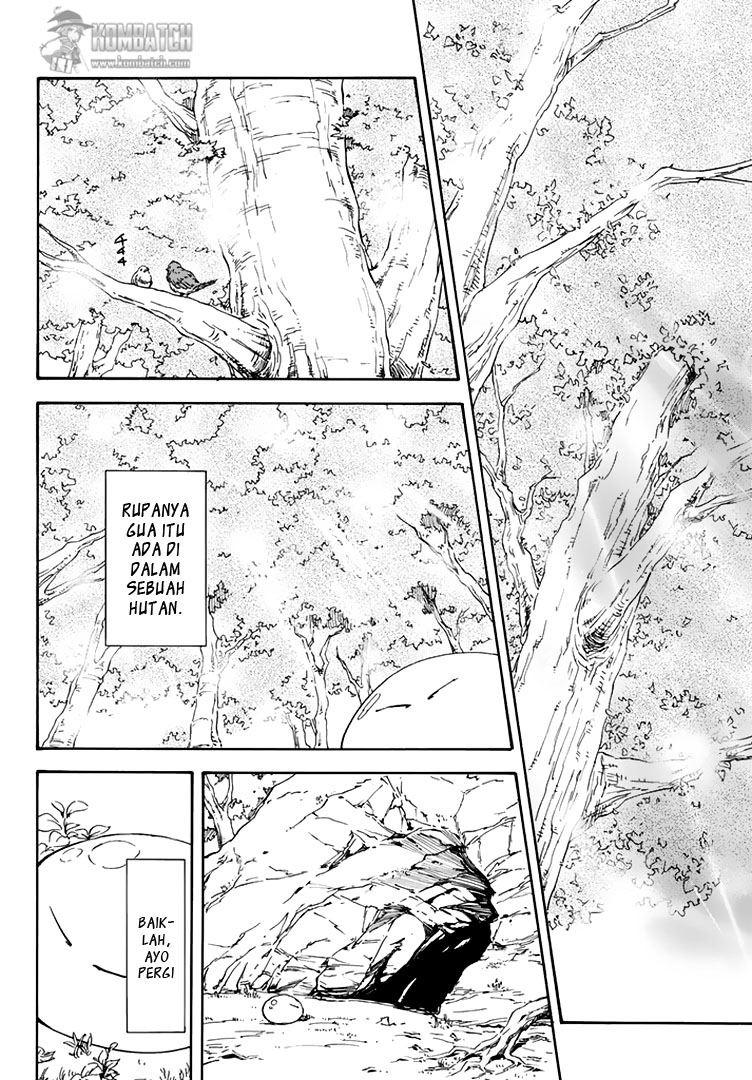 KOMBATCH
www.kombatch.com
RUPANYA
GUA ITU
ADA DI
DALAM
SEBUAH
HUTAN.
BAIK-
LAH,
AYO
PERGI